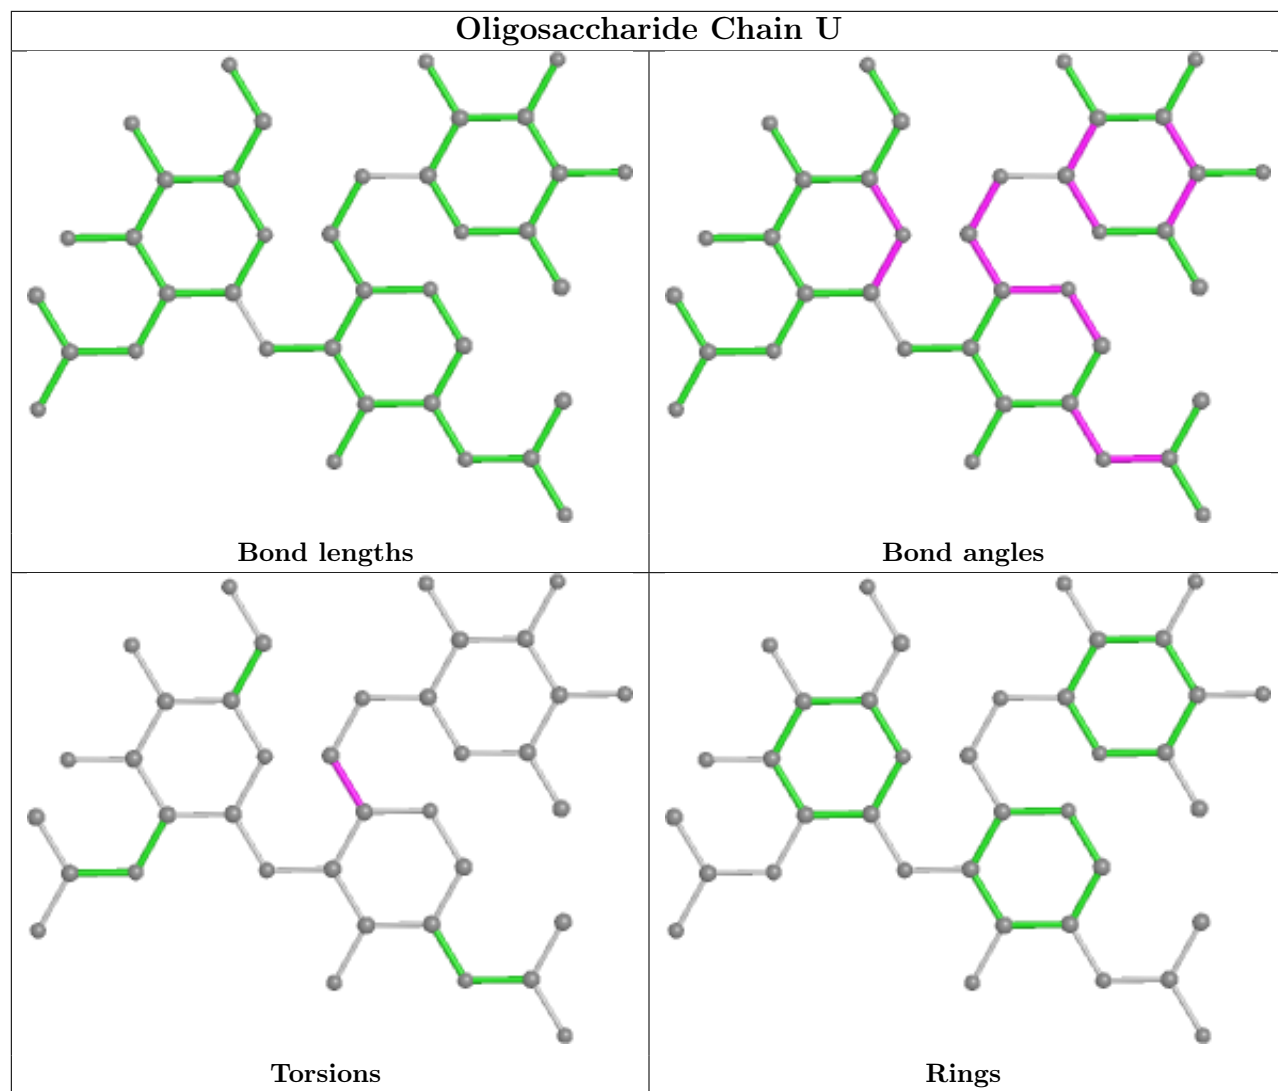 Oligosaccharide Chain U
Bond lengths
Bond angles
Torsions
Rings